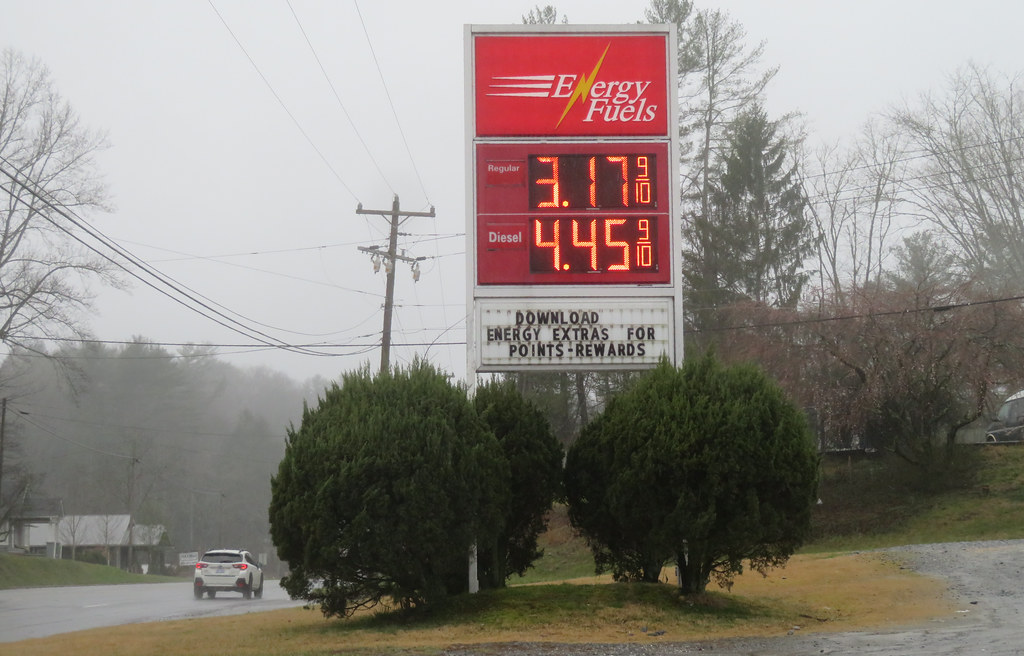 Energy
Fuels
Regular 3.17 9/10
Diesel 4.45 9/10
DOWNLOAD
ENERGY EXTRAS FOR
POINTS-REWARDS